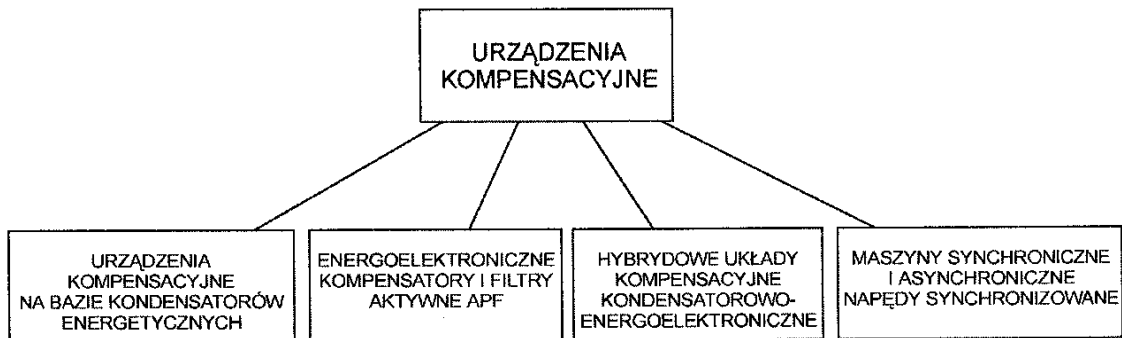 URZĄDZENIA
KOMPENSACYJNE
URZĄDZENIA
KOMPENSACYJNE
NA BAZIE KONDENSATORÓW
ENERGETYCZNYCH
ENERGOELEKTRONICZNE
KOMPENSATORY I FILTRY
AKTYWNE APF
HYBRYDOWE UKŁADY
KOMPENSACYJNE
KONDENSATOROWO-
ENERGOELEKTRONICZNE
MASZYNY SYNCHRONICZNE
I ASYNCHRONICZNE
NAPĘDY SYNCHRONIZOWANE